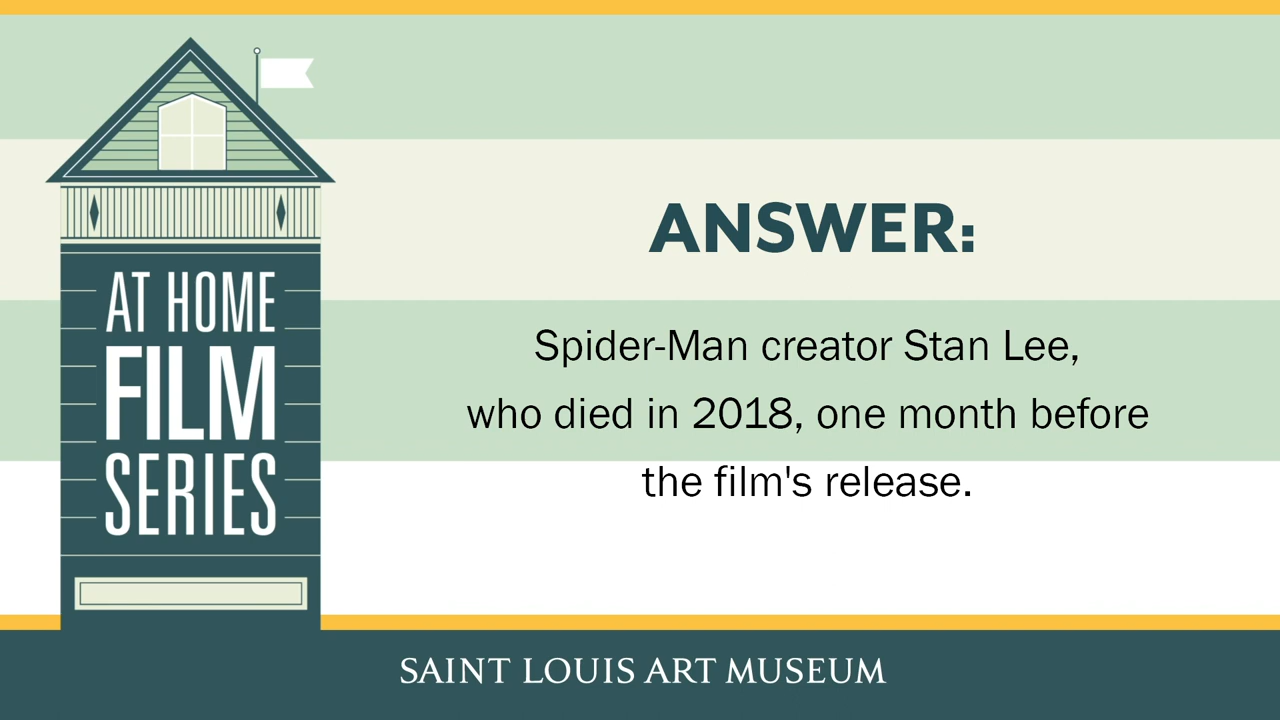 AT HOME
FILM
SERIES
ANSWER:
Spider-Man creator Stan Lee,
who died in 2018, one month before
the film's release.
SAINT LOUIS ART MUSEUM